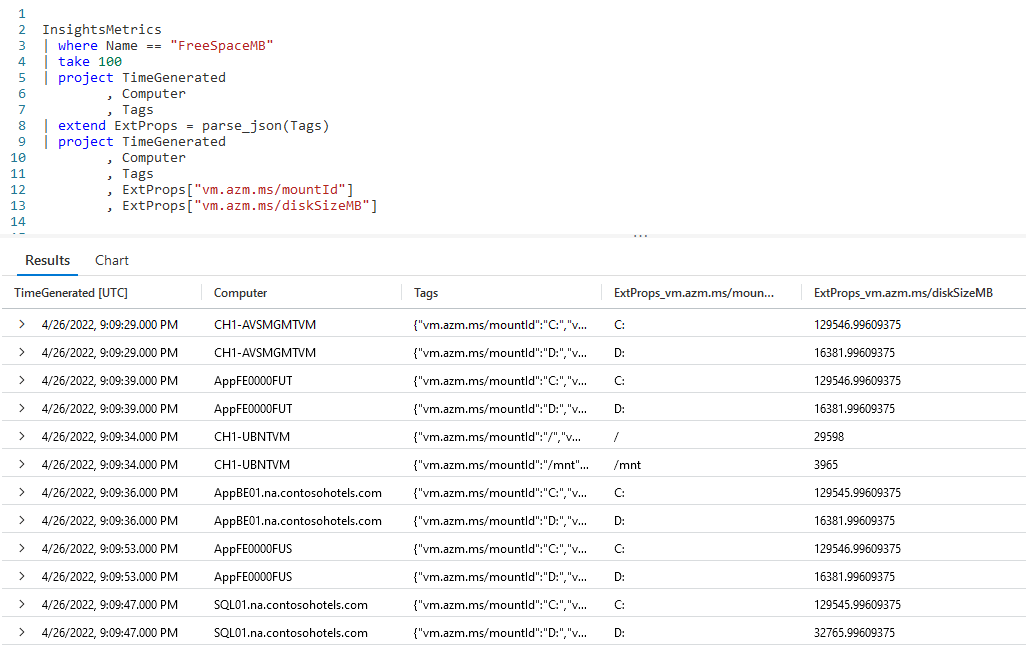 1
2 InsightsMetrics
3 | where Name == "FreeSpaceMB"
4 | take 100
5 | project TimeGenerated
6 , Computer
7 , Tags
8 | extend ExtProps = parse_json(Tags)
9 | project TimeGenerated
10 , Computer
11 , Tags
12 , ExtProps["vm.azm.ms/mountId"]
13 , ExtProps["vm.azm.ms/diskSizeMB"]
14
...
Results Chart
TimeGenerated [UTC] Computer Tags ExtProps_vm.azm.ms/moun... ExtProps_vm.azm.ms/diskSizeMB
> 4/26/2022, 9:09:29.000 PM CH1-AVSMGMTVM {"vm.azm.ms/mountId":"C:","v... C: 129546.99609375
> 4/26/2022, 9:09:29.000 PM CH1-AVSMGMTVM {"vm.azm.ms/mountId":"D:","v... D: 16381.99609375
> 4/26/2022, 9:09:39.000 PM AppFE0000FUT {"vm.azm.ms/mountId":"C:","v... C: 129546.99609375
> 4/26/2022, 9:09:39.000 PM AppFE0000FUT {"vm.azm.ms/mountId":"D:","v... D: 16381.99609375
> 4/26/2022, 9:09:34.000 PM CH1-UBNTVM {"vm.azm.ms/mountId":"/","v... / 29598
> 4/26/2022, 9:09:34.000 PM CH1-UBNTVM {"vm.azm.ms/mountId":"/mnt"... /mnt 3965
> 4/26/2022, 9:09:36.000 PM AppBE01.na.contosohotels.com {"vm.azm.ms/mountId":"C:","v... C: 129545.99609375
> 4/26/2022, 9:09:36.000 PM AppBE01.na.contosohotels.com {"vm.azm.ms/mountId":"D:","v... D: 16381.99609375
> 4/26/2022, 9:09:53.000 PM AppFE0000FUS {"vm.azm.ms/mountId":"C:","v... C: 129546.99609375
> 4/26/2022, 9:09:53.000 PM AppFE0000FUS {"vm.azm.ms/mountId":"D:","v... D: 16381.99609375
> 4/26/2022, 9:09:47.000 PM SQL01.na.contosohotels.com {"vm.azm.ms/mountId":"C:","v... C: 129545.99609375
> 4/26/2022, 9:09:47.000 PM SQL01.na.contosohotels.com {"vm.azm.ms/mountId":"D:","v... D: 32765.99609375